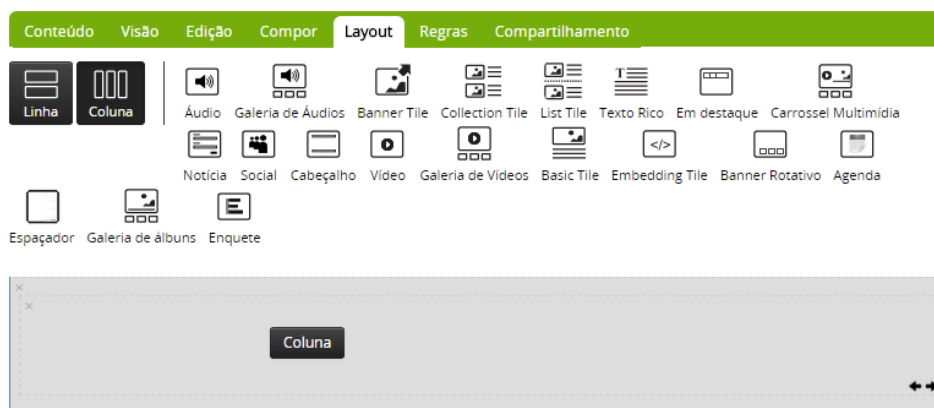 Conteúdo Visão Edição Compor Layout Regras Compartilhamento
Linha Coluna Áudio Galeria de Áudios Banner Tile Collection Tile List Tile Texto Rico Em destaque Carrossel Multimídia
Notícia Social Cabeçalho Vídeo Galeria de Vídeos Basic Tile Embedding Tile Banner Rotativo Agenda
Espaçador Galeria de álbuns Enquete
Coluna